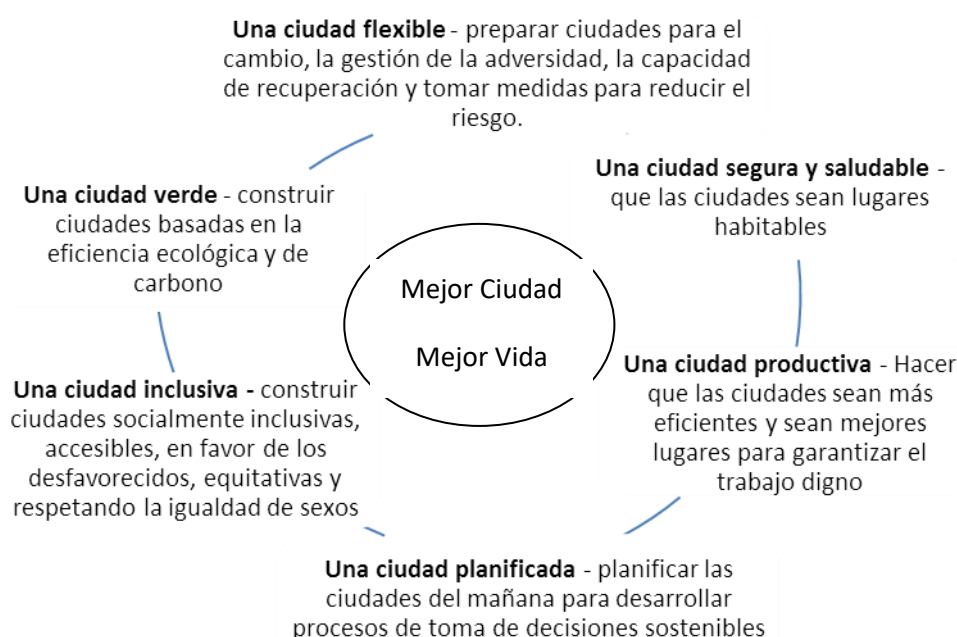 Una ciudad flexible - preparar ciudades para el
cambio, la gestión de la adversidad, la capacidad
de recuperación y tomar medidas para reducir el
riesgo.
Una ciudad segura y saludable -
que las ciudades sean lugares
habitables
Una ciudad verde - construir
ciudades basadas en la
eficiencia ecológica y de
carbono
Mejor Ciudad
Mejor Vida
Una ciudad productiva - Hacer
que las ciudades sean más
eficientes y sean mejores
lugares para garantizar el
trabajo digno
Una ciudad inclusiva - construir
ciudades socialmente inclusivas,
accesibles, en favor de los
desfavorecidos, equitativas y
respetando la igualdad de sexos
Una ciudad planificada - planificar las
ciudades del mañana para desarrollar
procesos de toma de decisiones sostenibles